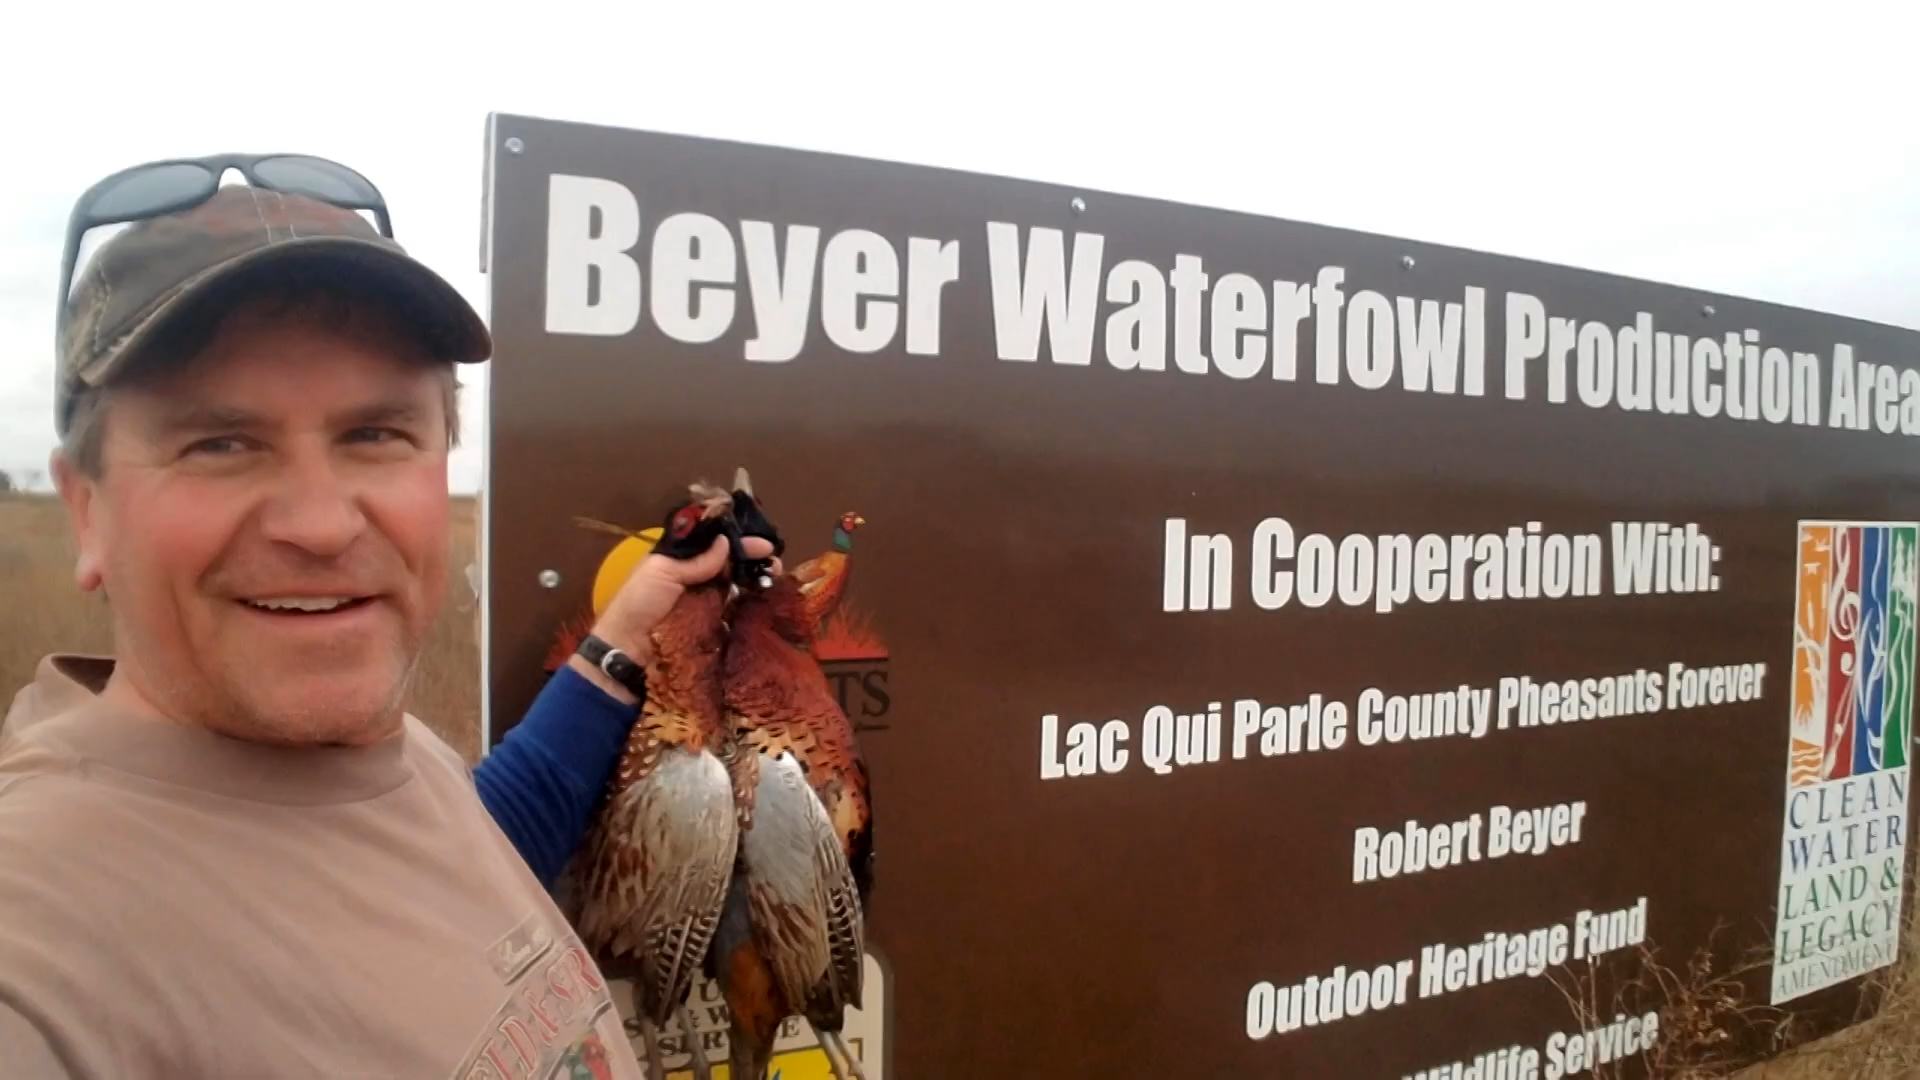 Beyer Waterfowl Production Area
In Cooperation With:
Lac Qui Parle County Pheasants Forever
Robert Beyer
Outdoor Heritage Fund
Wildlife Service
CLEAN
WATER
LAND &
LEGACY
AMENDMENT